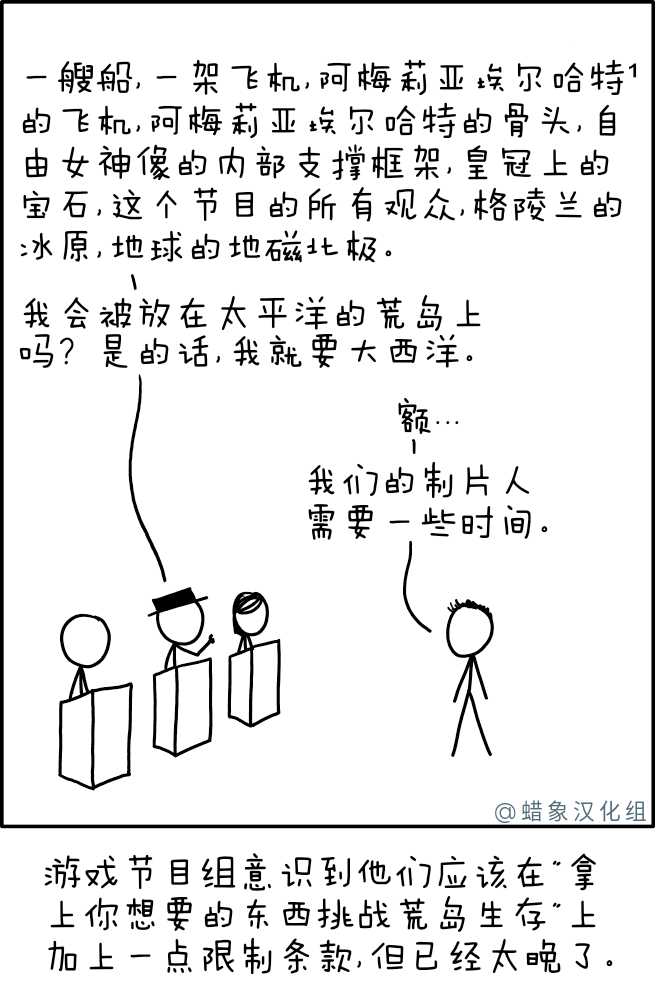 一艘船,一架飞机,阿梅莉亚埃尔哈特¹
的飞机,阿梅莉亚埃尔哈特的骨头,自
由女神像的内部支撑框架,皇冠上的
宝石,这个节目的所有观众,格陵兰的
冰原,地球的地磁北极。
我会被放在太平洋的荒岛上
吗？是的话,我就要大西洋。
额…
我们的制片人
需要一些时间。
@蜡象汉化组
游戏节目组意识到他们应该在“拿
上你想要的东西挑战荒岛生存”上
加上一点限制条款,但已经太晚了。